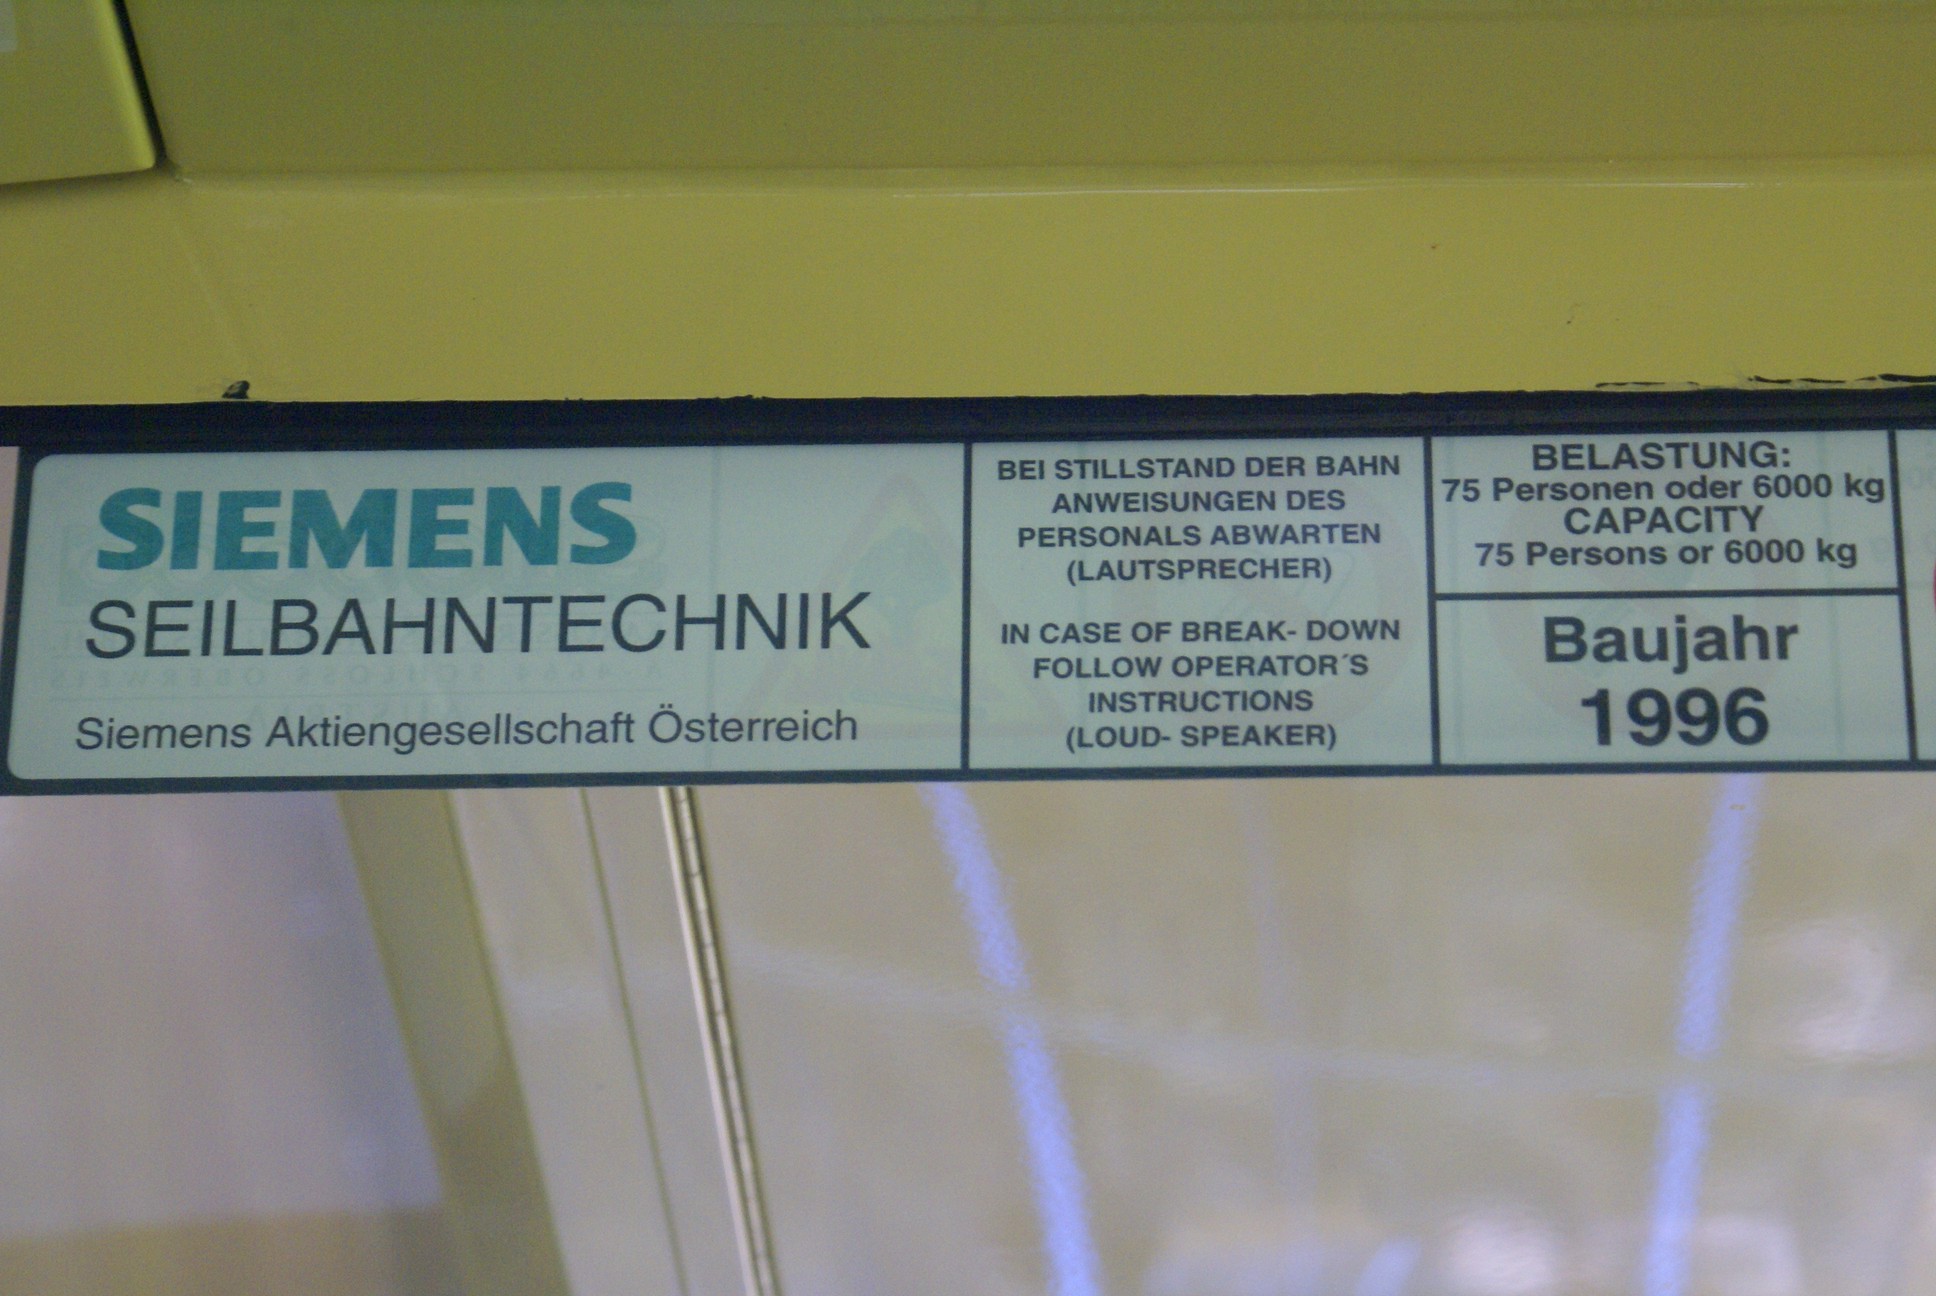 SIEMENS
SEILBAHNTECHNIK
Siemens Aktiengesellschaft Österreich
BEI STILLSTAND DER BAHN
ANWEISUNGEN DES
PERSONALS ABWARTEN
(LAUTSPRECHER)
IN CASE OF BREAK- DOWN
FOLLOW OPERATOR´S
INSTRUCTIONS
(LOUD- SPEAKER)
BELASTUNG:
75 Personen oder 6000 kg
CAPACITY
75 Persons or 6000 kg
Baujahr
1996